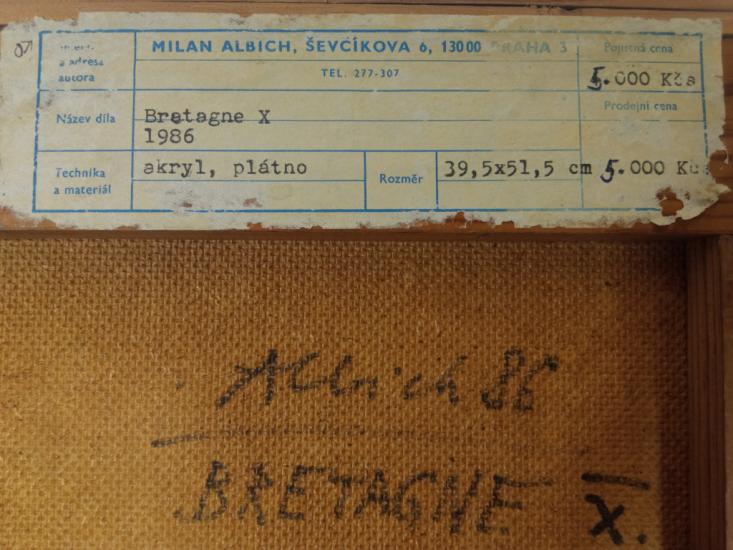 a adresa
autora
MILAN ALBICH, ŠEVČÍKOVA 6, 13000 PRAHA 3
TEL. 277-307
Pojistná cena
5.000 Kčs
Název díla
Bretagne X
1986
Prodejní cena
Technika
a materiál
akryl, plátno
Rozměr
39,5x51,5 cm
5.000 Kčs
Albich 86
BRETAGNE X.